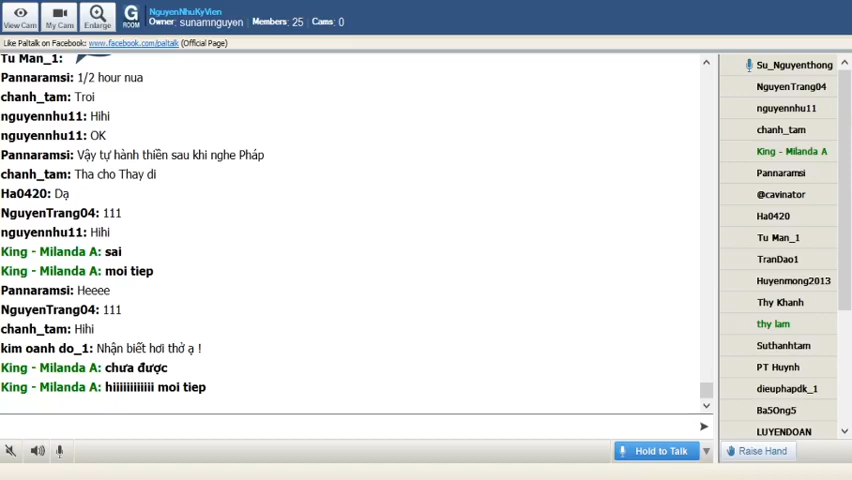 View Cam
My Cam
Enlarge
G
ROOM
NguyenNhuKyVien
Owner: sunamnguyen Members: 25 Cams: 0
Like Paltalk on Facebook: www.facebook.com/paltalk (Official Page)
Tu Man_1:
Pannaramsi: 1/2 hour nua
chanh_tam: Troi
nguyennhu11: Hihi
nguyennhu11: OK
Pannaramsi: Vậy tự hành thiền sau khi nghe Pháp
chanh_tam: Tha cho Thay di
Ha0420: Dạ
NguyenTrang04: 111
nguyennhu11: Hihi
King - Milanda A: sai
King - Milanda A: moi tiep
Pannaramsi: Heeee
NguyenTrang04: 111
chanh_tam: Hihi
kim oanh do_1: Nhận biết hơi thở ạ !
King - Milanda A: chưa được
King - Milanda A: hiiiiiiiiiiiii moi tiep
Su_Nguyenthong
NguyenTrang04
nguyennhu11
chanh_tam
King - Milanda A
Pannaramsi
@cavinator
Ha0420
Tu Man_1
TranDao1
Huyenmong2013
Thy Khanh
thy lam
Suthanhtam
PT Huynh
dieuphapdk_1
Ba5Ong5
LUYENDOAN
Hold to Talk
Raise Hand